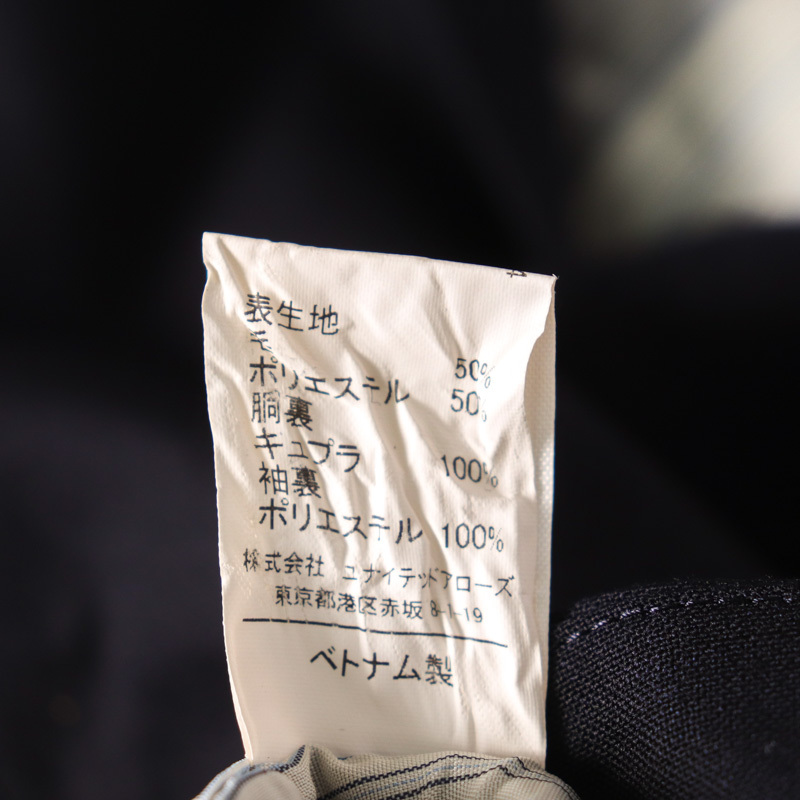 表生地
毛 50%
ポリエステル 50%
胴裏
キュプラ 100%
袖裏
ポリエステル 100%
株式会社 ユナイテッドアローズ
東京都港区赤坂 8-1-19
ベトナム製